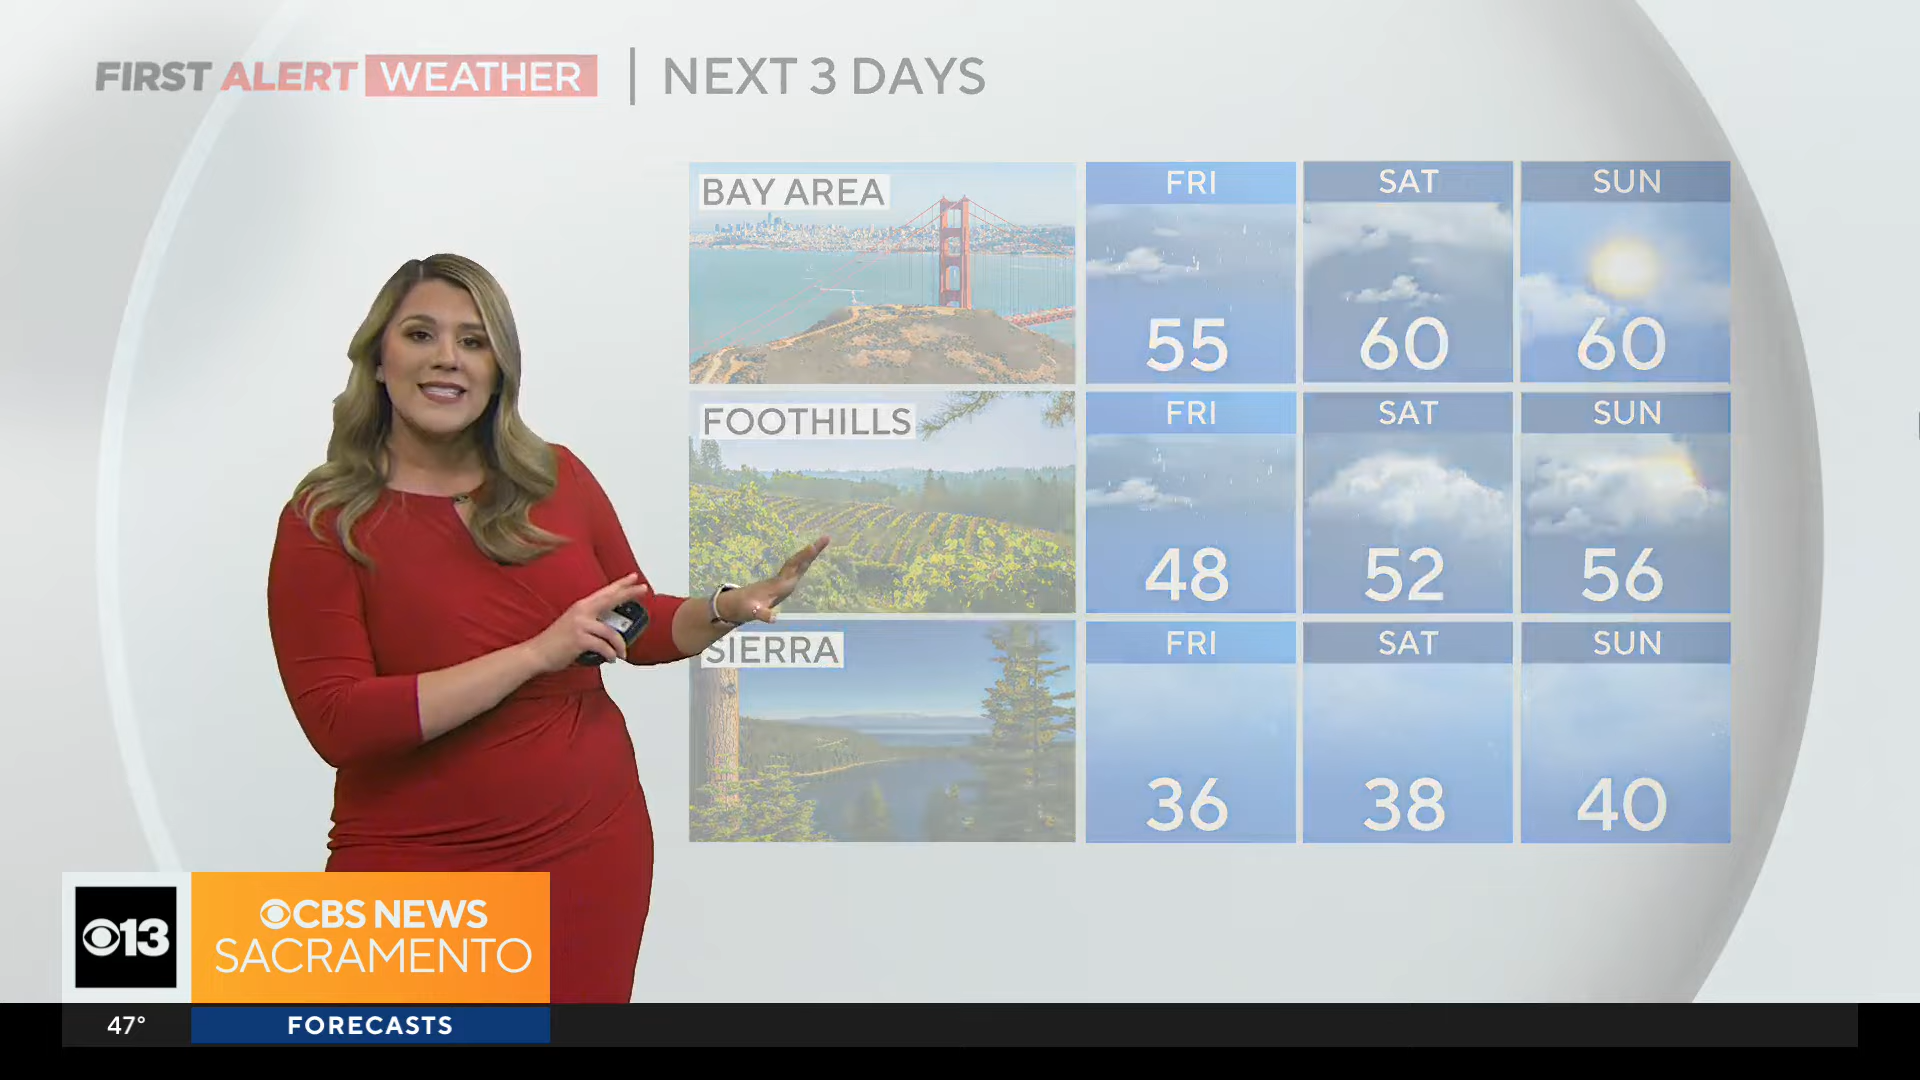 FIRST ALERT WEATHER | NEXT 3 DAYS
BAY AREA
FRI
SAT
SUN
55
60
60
FOOTHILLS
FRI
SAT
SUN
48
52
56
SIERRA
FRI
SAT
SUN
36
38
40
13
CBS NEWS
SACRAMENTO
47°
FORECASTS